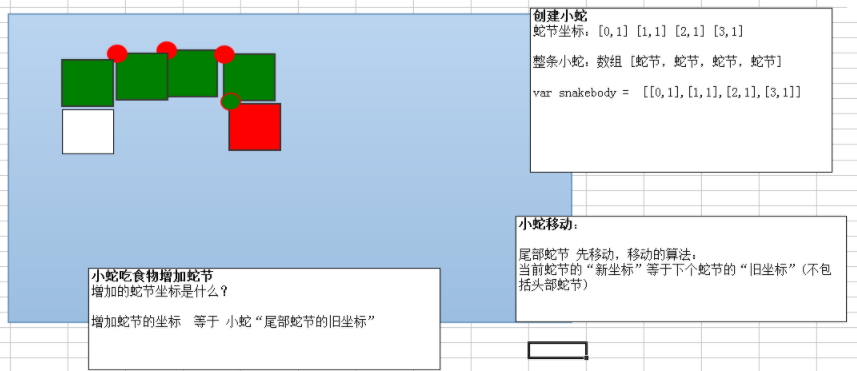 创建小蛇
蛇节坐标：[0,1] [1,1] [2,1] [3,1]
整条小蛇：数组 [蛇节，蛇节，蛇节，蛇节]
var snakebody = [[0,1],[1,1],[2,1],[3,1]]
小蛇移动：
尾部蛇节 先移动，移动的算法：
当前蛇节的“新坐标”等于下个蛇节的“旧坐标”(不包
括头部蛇节)
小蛇吃食物增加蛇节
增加的蛇节坐标是什么？
增加蛇节的坐标 等于 小蛇“尾部蛇节的旧坐标”